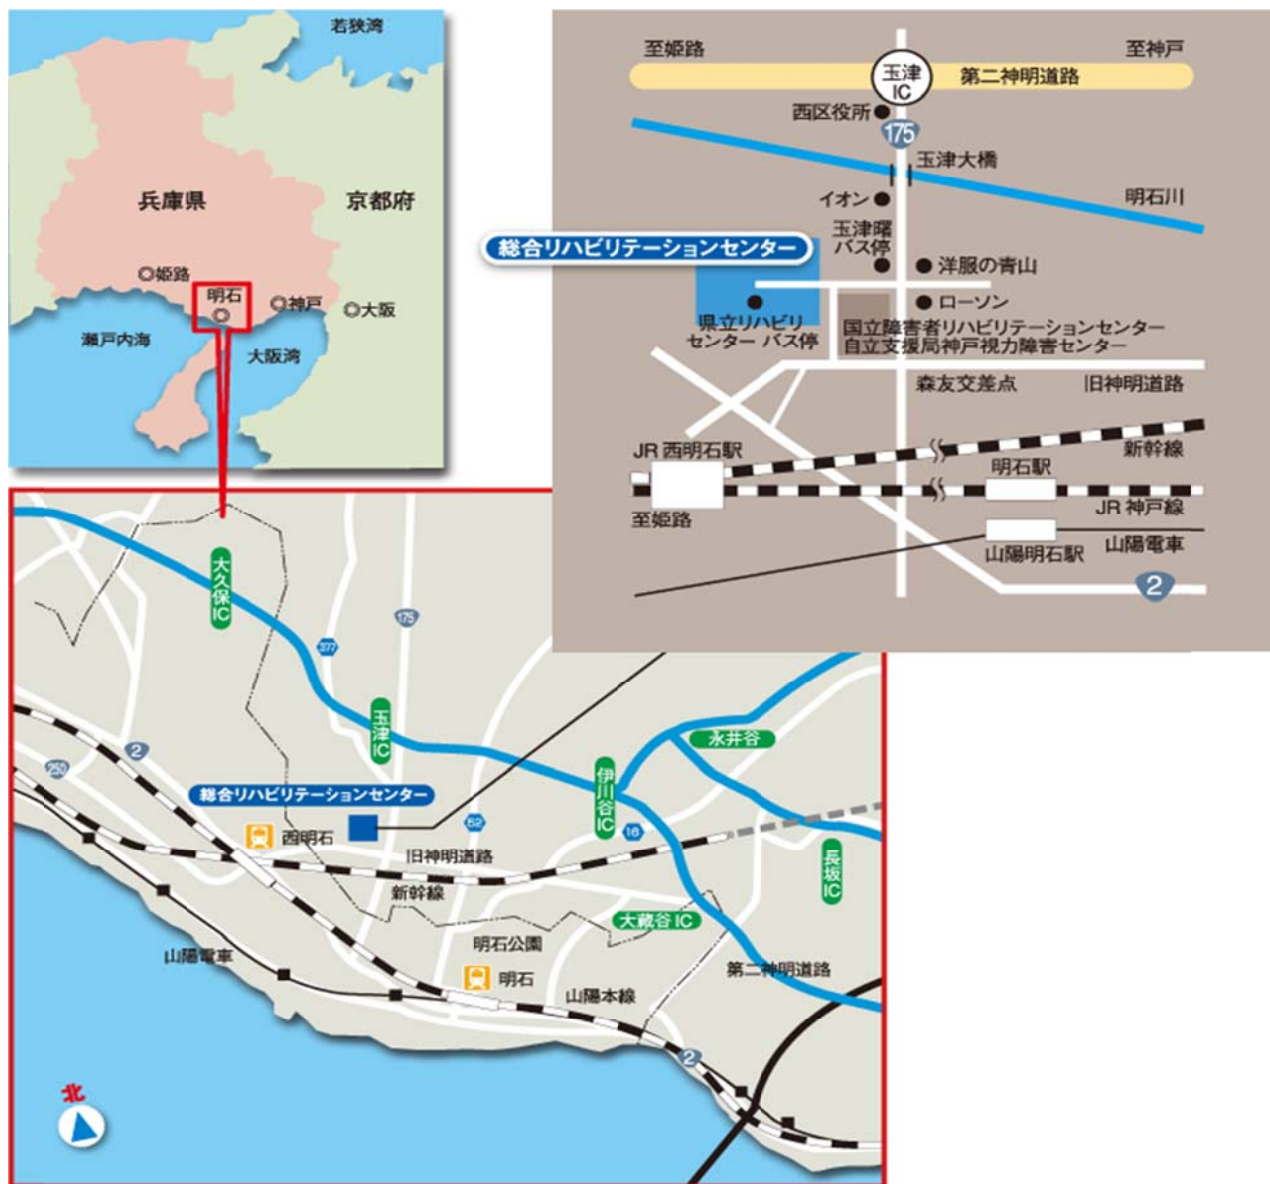 若狭湾
兵庫県
京都府
◎姫路
明石
◎
◎神戸
◎大阪
瀬戸内海
大阪湾
至姫路
至神戸
玉津
IC
第二神明道路
西区役所
175
玉津大橋
イオン
明石川
玉津曙
バス停
総合リハビリテーションセンター
洋服の青山
ローソン
県立リハビリ
センター バス停
国立障害者リハビリテーションセンター
自立支援局神戸視力障害センター
森友交差点
旧神明道路
JR 西明石駅
新幹線
明石駅
至姫路
JR 神戸線
山陽明石駅
山陽電車
2
大久保IC
377
175
玉津IC
2
250
永井谷
伊川谷IC
総合リハビリテーションセンター
52
16
西明石
旧神明道路
長坂IC
新幹線
大蔵谷 IC
明石公園
山陽電車
明石
山陽本線
第二神明道路
2
北